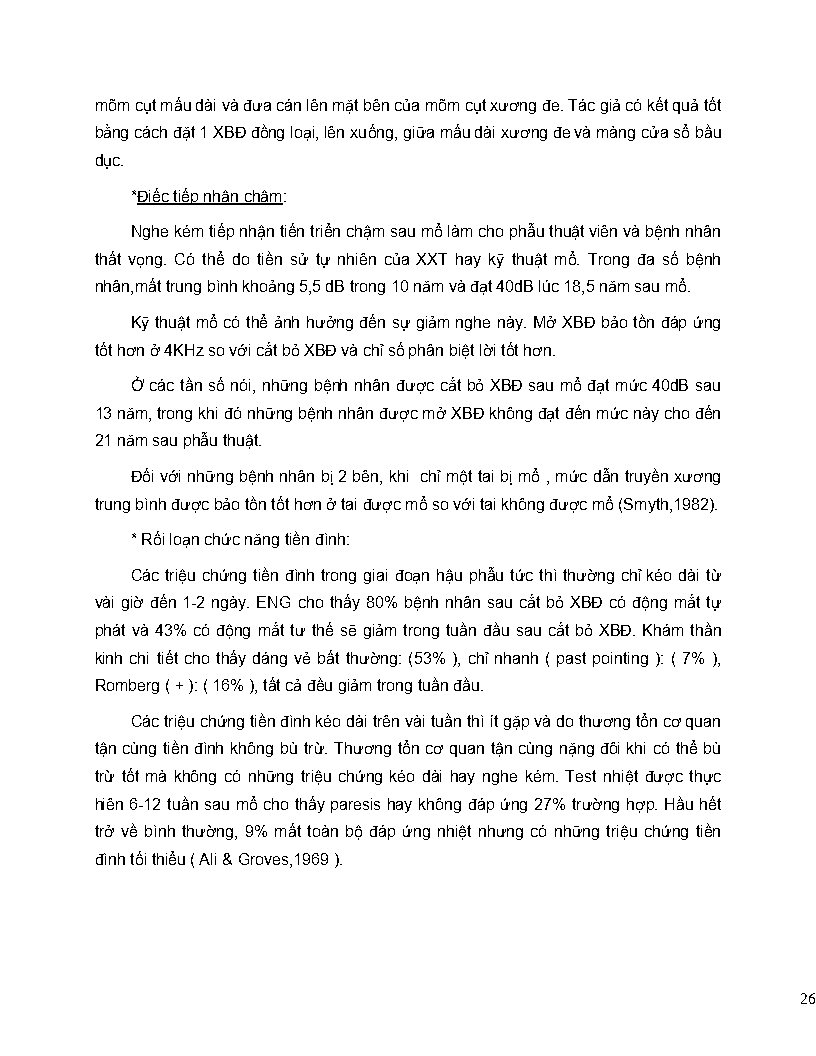 mõm cụt mấu dài và đưa cán lên mặt bên của mõm cụt xương đe. Tác giả có kết quả tốt
bằng cách đặt 1 XBĐ đồng loại, lên xuống, giữa mấu dài xương đe và màng cửa sổ bầu
dục.
*Điếc tiếp nhân châm:
Nghe kém tiếp nhận tiến triển chậm sau mổ làm cho phẫu thuật viên và bệnh nhân
thất vọng. Có thể do tiền sử tự nhiên của XXT hay kỹ thuật mổ. Trong đa số bệnh
nhân,mất trung bình khoảng 5,5 dB trong 10 năm và đạt 40dB lúc 18,5 năm sau mổ.
Kỹ thuật mổ có thể ảnh hưởng đến sự giảm nghe này. Mở XBĐ bảo tồn đáp ứng
tốt hơn ở 4KHz so với cắt bỏ XBĐ và chỉ số phân biệt lời tốt hơn.
Ở các tần số nói, những bệnh nhân được cắt bỏ XBĐ sau mổ đạt mức 40dB sau
13 năm, trong khi đó những bệnh nhân được mở XBĐ không đạt đến mức này cho đến
21 năm sau phẫu thuật.
Đối với những bệnh nhân bị 2 bên, khi chỉ một tai bị mổ , mức dẫn truyền xương
trung bình được bảo tồn tốt hơn ở tai được mổ so với tai không được mổ (Smyth,1982).
* Rối loạn chức năng tiền đình:
Các triệu chứng tiền đình trong giai đoạn hậu phẫu tức thì thường chỉ kéo dài từ
vài giờ đến 1-2 ngày. ENG cho thấy 80% bệnh nhân sau cắt bỏ XBĐ có động mắt tự
phát và 43% có động mắt tư thế sẽ giảm trong tuần đầu sau cắt bỏ XBĐ. Khám thần
kinh chi tiết cho thấy dáng vẻ bất thường: (53% ), chỉ nhanh ( past pointing ): ( 7% ),
Romberg ( + ): ( 16% ), tất cả đều giảm trong tuần đầu.
Các triệu chứng tiền đình kéo dài trên vài tuần thì ít gặp và do thương tổn cơ quan
tận cùng tiền đình không bù trừ. Thương tổn cơ quan tận cùng nặng đôi khi có thể bù
trừ tốt mà không có những triệu chứng kéo dài hay nghe kém. Test nhiệt được thực
hiên 6-12 tuần sau mổ cho thấy paresis hay không đáp ứng 27% trường hợp. Hầu hết
trở về bình thường, 9% mất toàn bộ đáp ứng nhiệt nhưng có những triệu chứng tiền
đình tối thiểu ( Ali & Groves,1969 ).
26